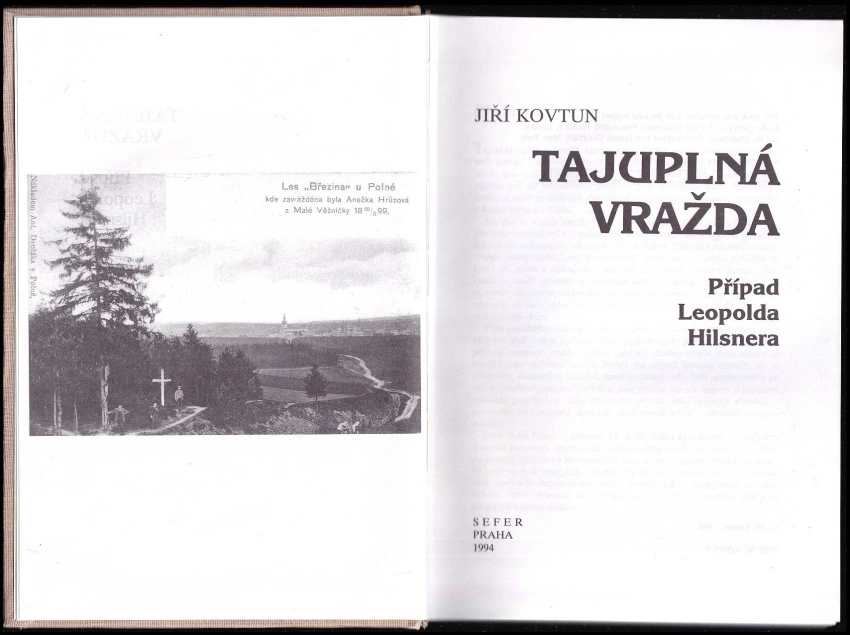 Les „Březina“ u Polné
kde zavražděna byla Anežka Hrůzová
z Malé Věžničky 18 29/3 99.
Nákladem Ant. Dvořáka v Polné.
JIŘÍ KOVTUN
TAJUPLNÁ
VRAŽDA
Případ
Leopolda
Hilsnera
SEFER
PRAHA
1994